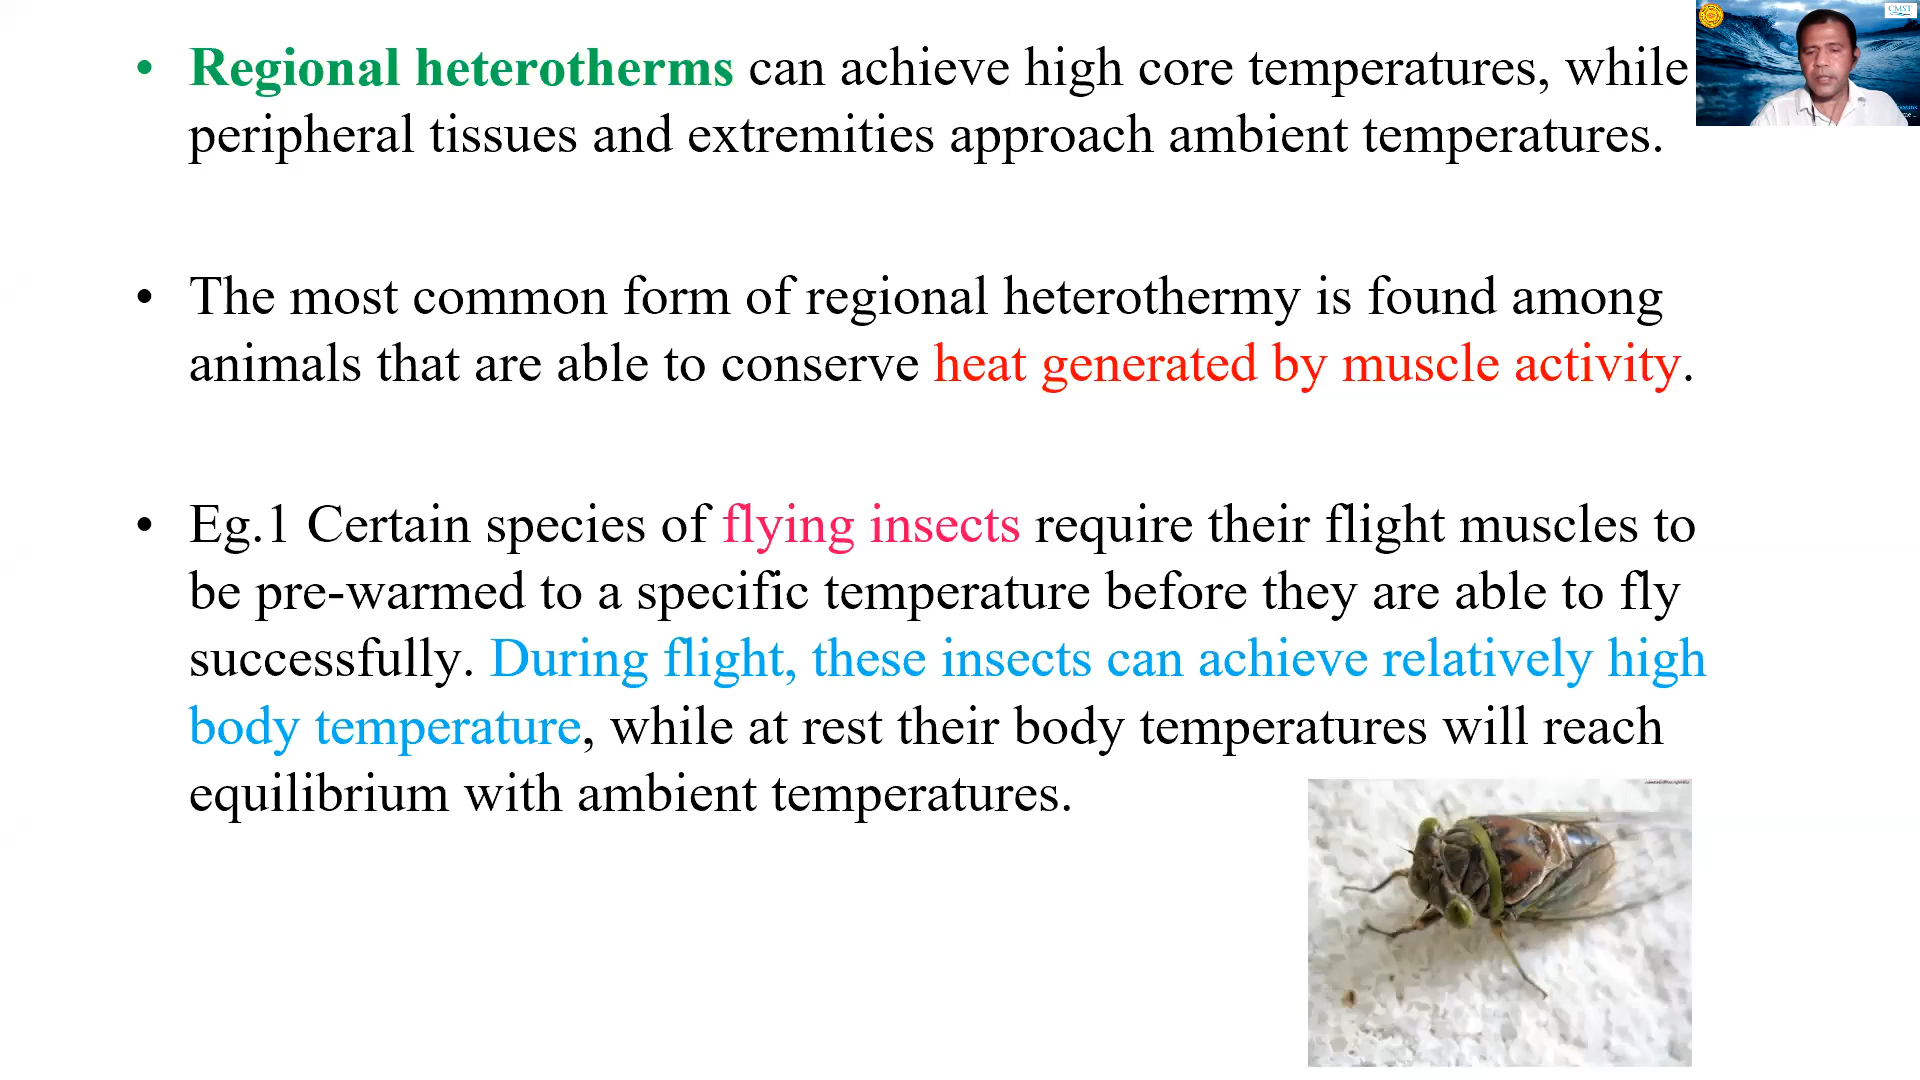 • Regional heterotherms can achieve high core temperatures, while
peripheral tissues and extremities approach ambient temperatures.
• The most common form of regional heterothermy is found among
animals that are able to conserve heat generated by muscle activity.
• Eg.1 Certain species of flying insects require their flight muscles to
be pre-warmed to a specific temperature before they are able to fly
successfully. During flight, these insects can achieve relatively high
body temperature, while at rest their body temperatures will reach
equilibrium with ambient temperatures.
CMST